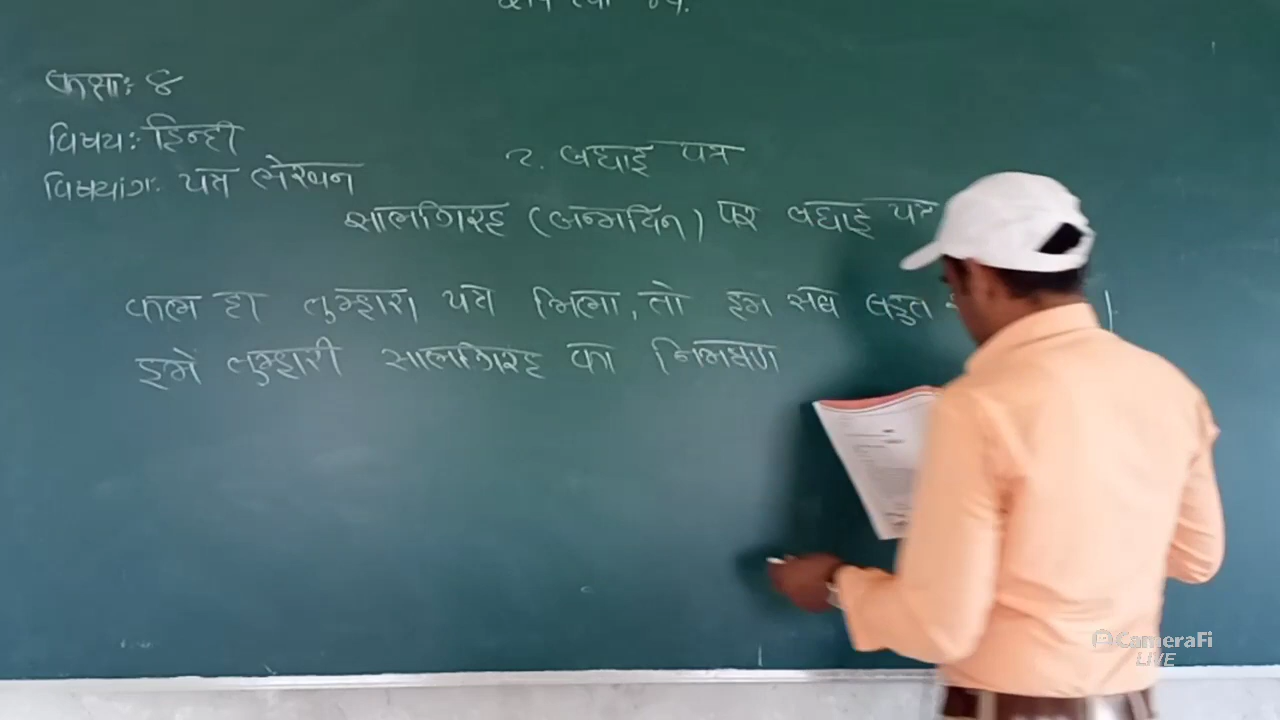 कक्षा: ४
विषय: हिन्दी
विषयांग: पत्र लेखन
२. बधाई पत्र
सालगिरह (जन्मदिन) पर बधाई पत्र
कल ही तुम्हारा पत्र मिला, तो हम सब बहुत
हमें तुम्हारी सालगिरह का निमंत्रण
CameraFi
LIVE